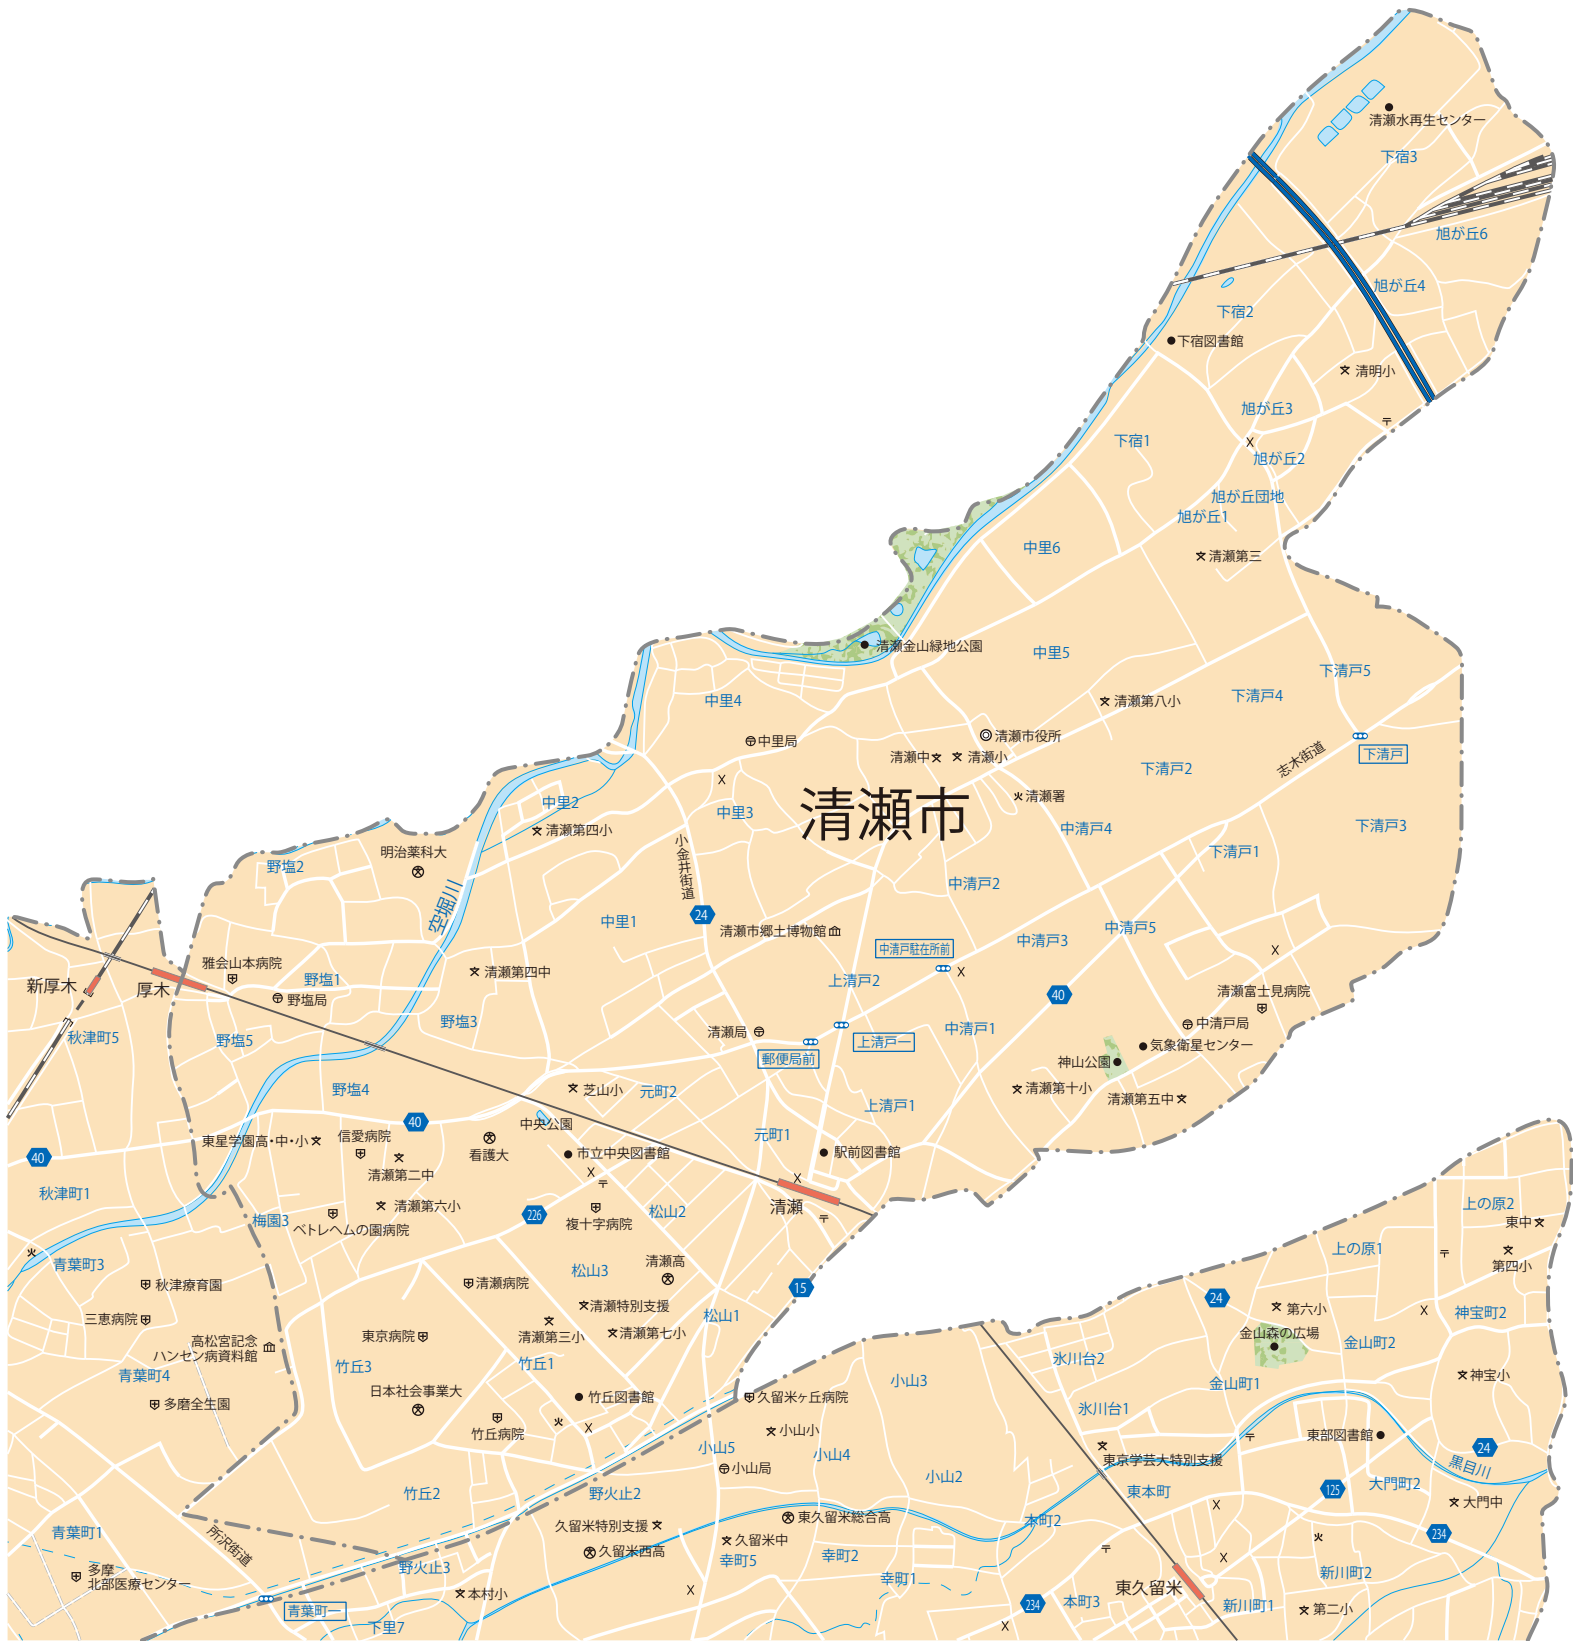 清瀬水再生センター
下宿3
旭が丘6
旭が丘4
下宿2
下宿図書館
清明小
旭が丘3
下宿1
旭が丘2
旭が丘団地
旭が丘1
中里6
清瀬第三
清瀬金山緑地公園
中里5
下清戸5
下清戸4
中里4
清瀬第八小
清瀬市役所
中里局
清瀬中
清瀬小
志木街道
下清戸
下清戸2
清瀬署
中里2
中里3
清瀬市
清瀬第四小
中清戸4
下清戸3
小金井街道
明治薬科大
野塩2
下清戸1
空堀川
中清戸2
24
中里1
清瀬市郷土博物館
中清戸駐在所前
中清戸3
中清戸5
雅会山本病院
清瀬第四中
新厚木
厚木
野塩1
野塩局
上清戸2
40
清瀬富士見病院
野塩3
清瀬局
中清戸1
中清戸局
秋津町5
野塩5
上清戸一
郵便局前
気象衛星センター
神山公園
野塩4
芝山小
元町2
清瀬第十小
清瀬第五中
上清戸1
40
中央公園
東星学園高・中・小
信愛病院
元町1
40
看護大
市立中央図書館
駅前図書館
清瀬第二中
秋津町1
清瀬第六小
清瀬
梅園3
ベトレヘムの園病院
226
複十字病院
松山2
上の原2
東中
青葉町3
清瀬高
上の原1
第四小
秋津療育園
清瀬病院
松山3
15
24
三恵病院
清瀬特別支援
松山1
第六小
神宝町2
高松宮記念
ハンセン病資料館
東京病院
清瀬第三小
清瀬第七小
金山森の広場
金山町2
青葉町4
竹丘3
竹丘1
氷川台2
神宝小
多磨全生園
日本社会事業大
竹丘図書館
久留米ヶ丘病院
小山3
金山町1
竹丘病院
小山小
氷川台1
東部図書館
24
小山5
小山4
小山局
東京学芸大特別支援
黒目川
小山2
竹丘2
野火止2
東本町
125
大門町2
大門中
青葉町1
所沢街道
久留米特別支援
東久留米総合高
本町2
234
久留米西高
久留米中
幸町5
幸町2
多摩
北部医療センター
野火止3
幸町1
新川町2
本村小
東久留米
青葉町一
234
本町3
新川町1
第二小
下里7